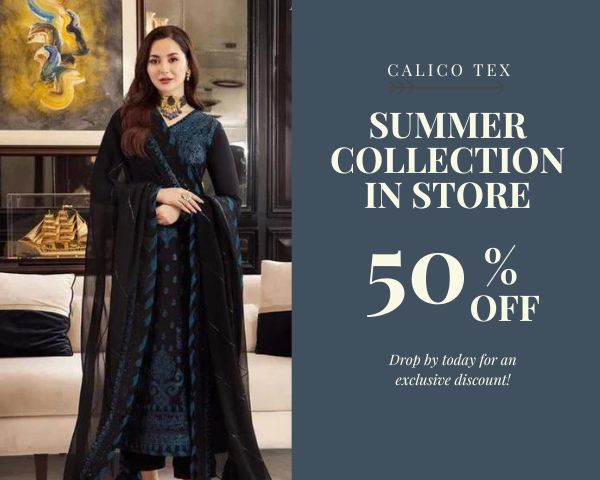 CALICO TEX
SUMMER
COLLECTION
IN STORE
50 %
OFF
Drop by today for an
exclusive discount!